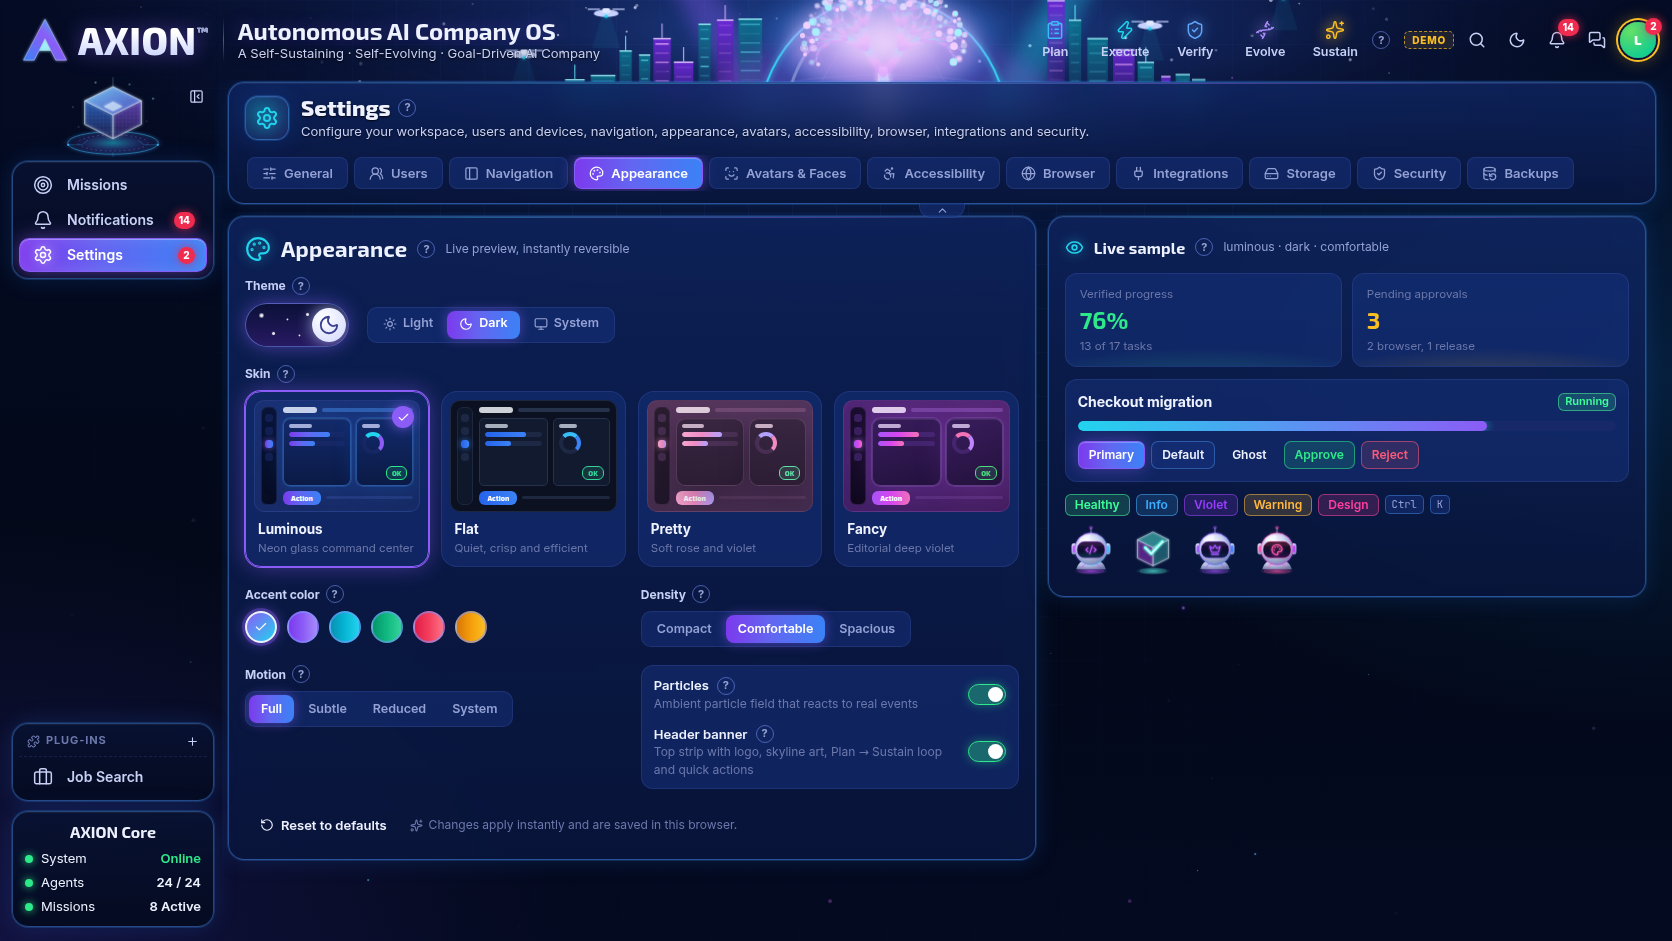 AXION™
Autonomous AI Company OS
A Self-Sustaining · Self-Evolving · Goal-Driven AI Company
Plan
Execute
Verify
Evolve
Sustain
?
DEMO
14
L
2
Missions
Notifications 14
Settings 2
PLUG-INS +
Job Search
AXION Core
System Online
Agents 24 / 24
Missions 8 Active
Settings ?
Configure your workspace, users and devices, navigation, appearance, avatars, accessibility, browser, integrations and security.
General Users Navigation Appearance Avatars & Faces Accessibility Browser Integrations Storage Security Backups
Appearance ? Live preview, instantly reversible
Theme ?
Light Dark System
Skin ?
OK OK OK OK
Action Action Action Action
Luminous Flat Pretty Fancy
Neon glass command center Quiet, crisp and efficient Soft rose and violet Editorial deep violet
Accent color ? Density ?
Compact Comfortable Spacious
Motion ?
Full Subtle Reduced System
Particles ?
Ambient particle field that reacts to real events
Header banner ?
Top strip with logo, skyline art, Plan → Sustain loop
and quick actions
Reset to defaults Changes apply instantly and are saved in this browser.
Live sample ? luminous · dark · comfortable
Verified progress Pending approvals
76% 3
13 of 17 tasks 2 browser, 1 release
Checkout migration Running
Primary Default Ghost Approve Reject
Healthy Info Violet Warning Design Ctrl K